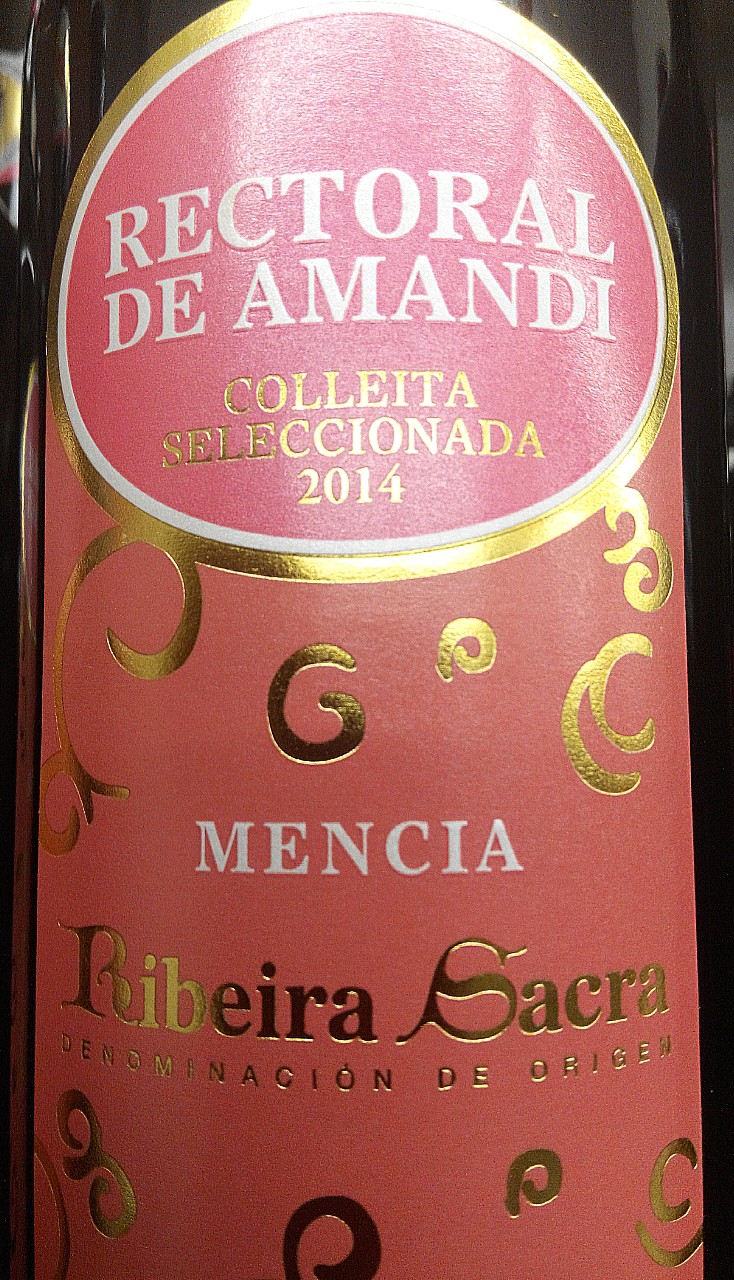 RECTORAL
DE AMANDI
COLLEITA
SELECCIONADA
2014
MENCIA
Ribeira Sacra
DENOMINACIÓN DE ORIGEN